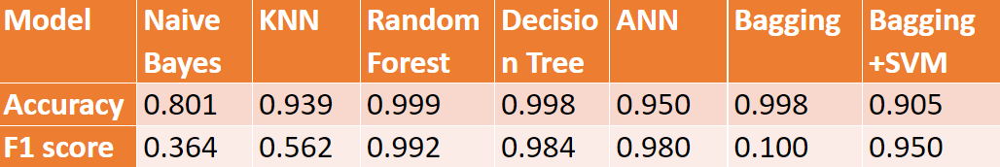 Model Naive KNN Random Decisio ANN Bagging Bagging
Bayes Forest n Tree +SVM
Accuracy 0.801 0.939 0.999 0.998 0.950 0.998 0.905
F1 score 0.364 0.562 0.992 0.984 0.980 0.100 0.950